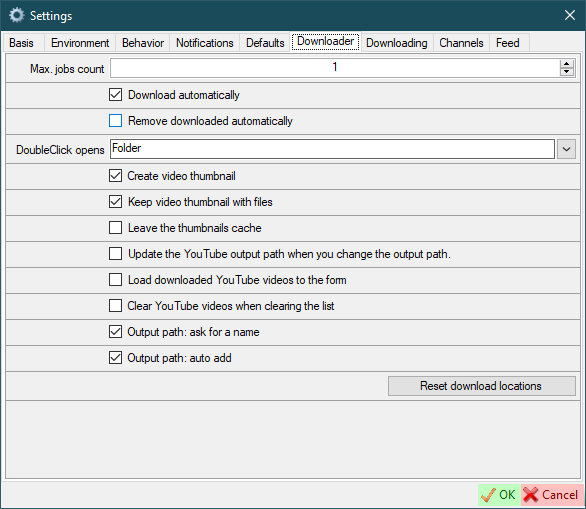 Settings
Basis Environment Behavior Notifications Defaults Downloader Downloading Channels Feed
Max. jobs count 1
Download automatically
Remove downloaded automatically
DoubleClick opens Folder
Create video thumbnail
Keep video thumbnail with files
Leave the thumbnails cache
Update the YouTube output path when you change the output path.
Load downloaded YouTube videos to the form
Clear YouTube videos when clearing the list
Output path: ask for a name
Output path: auto add
Reset download locations
OK Cancel